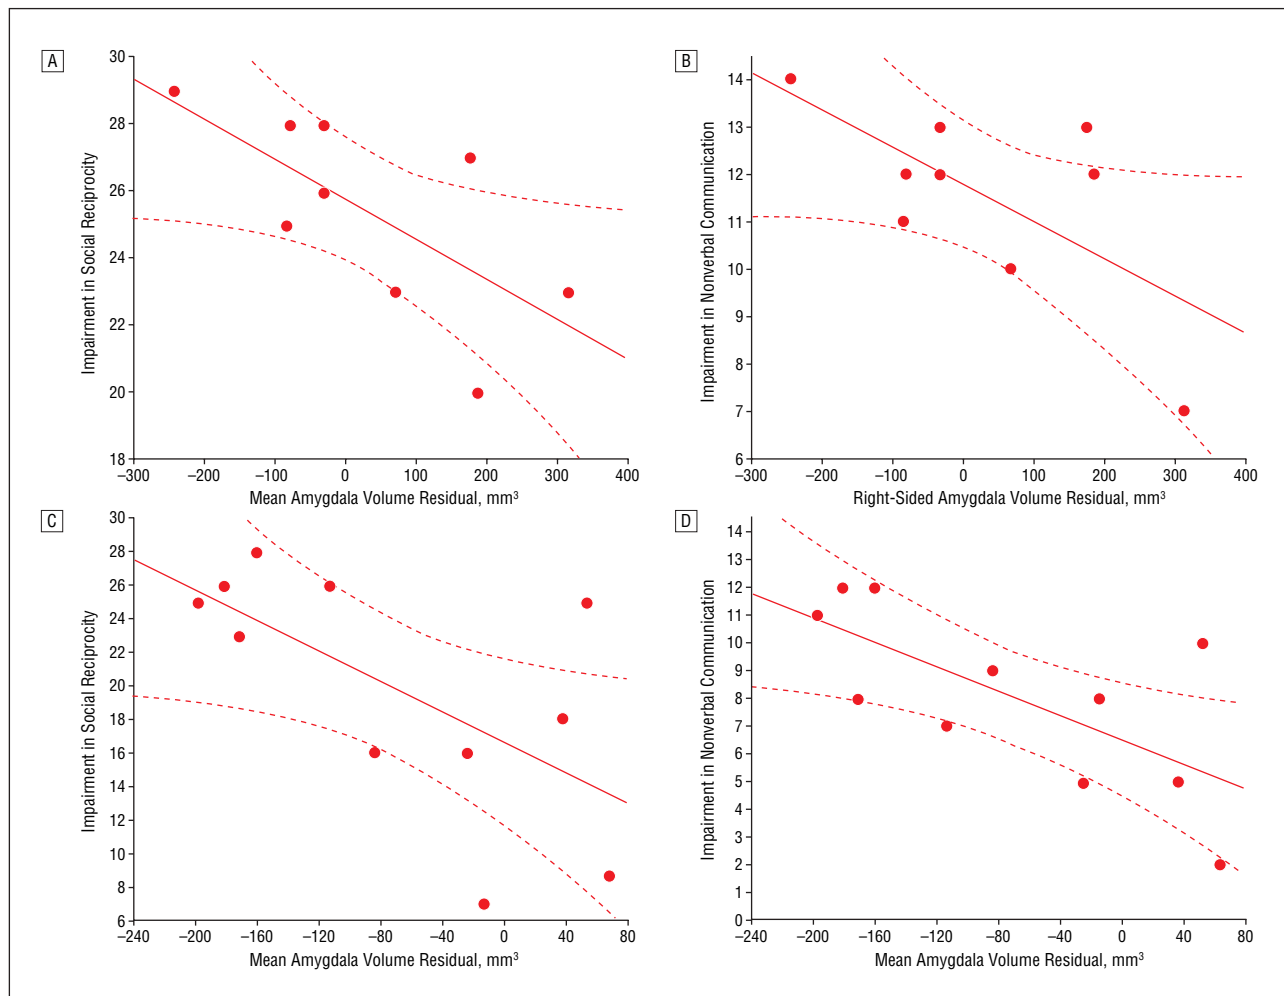 A
30
28
26
24
22
20
18
Impairment in Social Reciprocity
−300 −200 −100 0 100 200 300 400
Mean Amygdala Volume Residual, mm³
B
14
13
12
11
10
9
8
7
6
Impairment in Nonverbal Communication
−300 −200 −100 0 100 200 300 400
Right-Sided Amygdala Volume Residual, mm³
C
30
28
26
24
22
20
18
16
14
12
10
8
6
Impairment in Social Reciprocity
−240 −200 −160 −120 −80 −40 0 40 80
Mean Amygdala Volume Residual, mm³
D
14
13
12
11
10
9
8
7
6
5
4
3
2
1
0
Impairment in Nonverbal Communication
−240 −200 −160 −120 −80 −40 0 40 80
Mean Amygdala Volume Residual, mm³